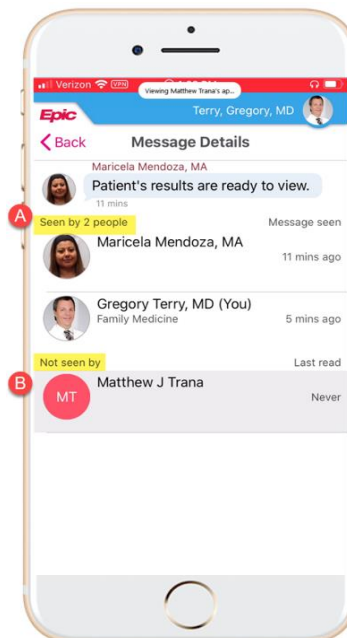 Verizon VPN
Viewing Matthew Trana's ap...
Epic
Terry, Gregory, MD
Back Message Details
Maricela Mendoza, MA
Patient's results are ready to view.
11 mins
A
Seen by 2 people Message seen
Maricela Mendoza, MA
11 mins ago
Gregory Terry, MD (You)
Family Medicine 5 mins ago
Not seen by Last read
B
Matthew J Trana
MT Never